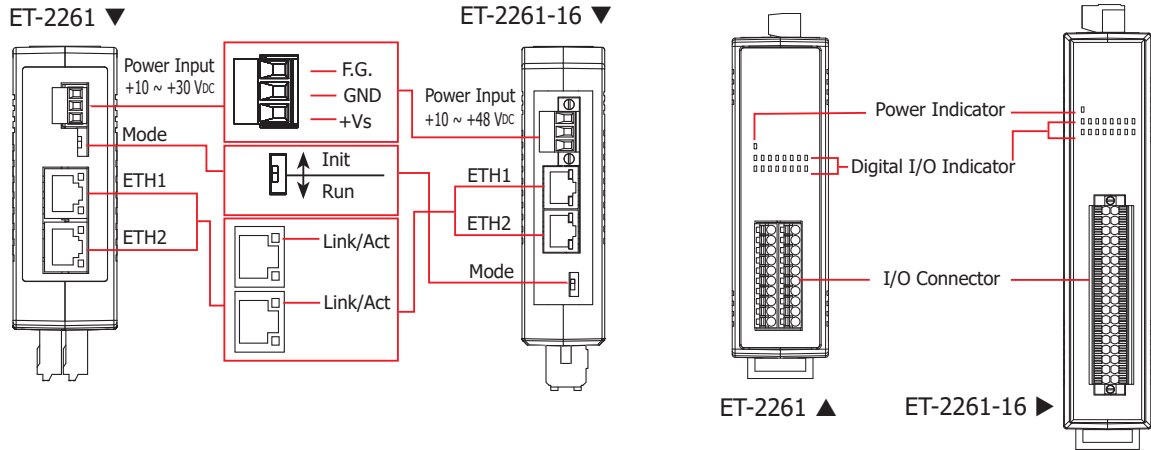 ET-2261 ▼
ET-2261-16 ▼
Power Input
+10 ~ +30 VDC
F.G.
GND
+Vs
Power Input
+10 ~ +48 VDC
Mode
Init
Run
ETH1
ETH2
ETH1
ETH2
Link/Act
Link/Act
Mode
Power Indicator
Digital I/O Indicator
I/O Connector
ET-2261 ▲
ET-2261-16 ▶